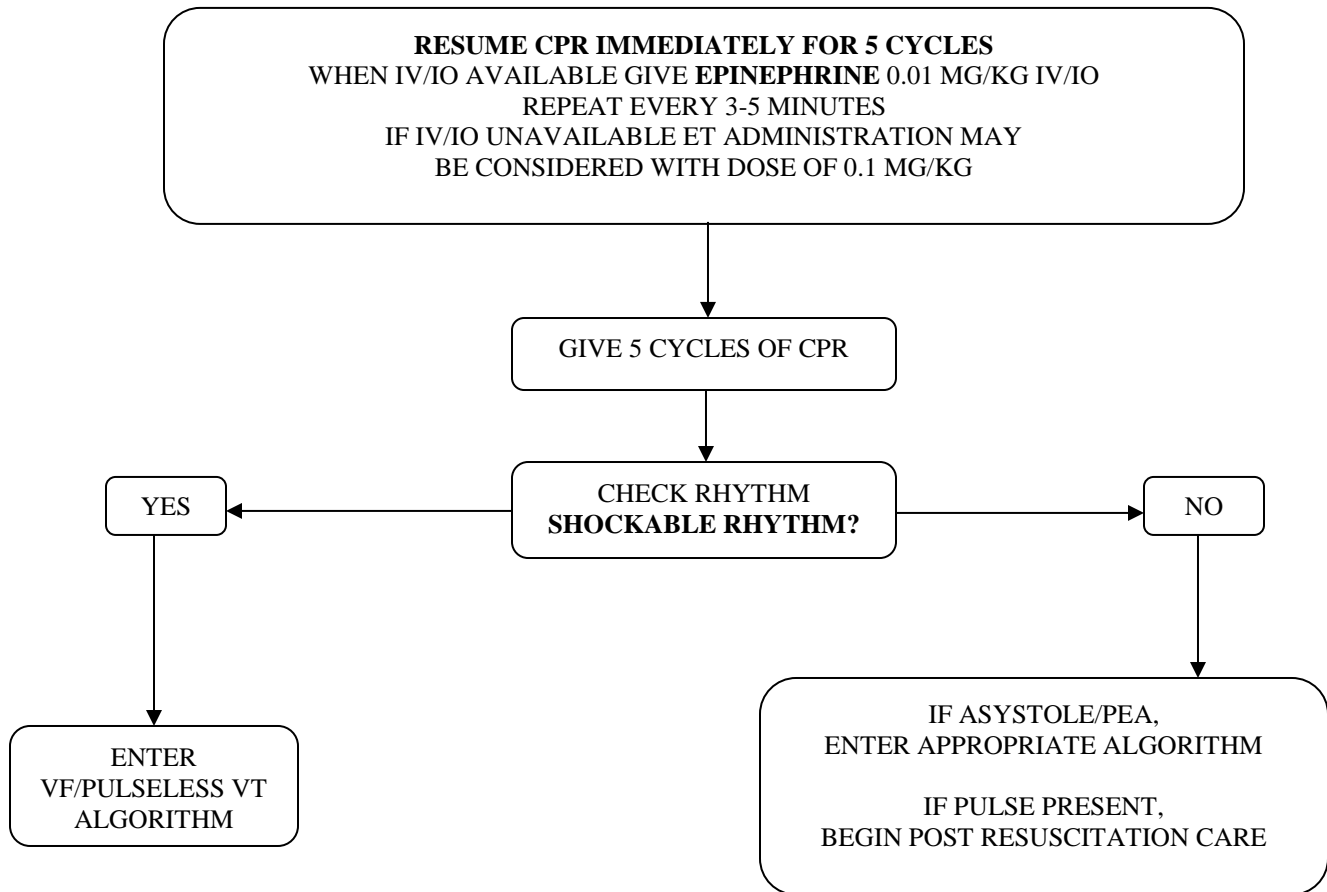 RESUME CPR IMMEDIATELY FOR 5 CYCLES
WHEN IV/IO AVAILABLE GIVE EPINEPHRINE 0.01 MG/KG IV/IO
REPEAT EVERY 3-5 MINUTES
IF IV/IO UNAVAILABLE ET ADMINISTRATION MAY
BE CONSIDERED WITH DOSE OF 0.1 MG/KG
GIVE 5 CYCLES OF CPR
CHECK RHYTHM
SHOCKABLE RHYTHM?
YES
NO
ENTER
VF/PULSELESS VT
ALGORITHM
IF ASYSTOLE/PEA,
ENTER APPROPRIATE ALGORITHM
IF PULSE PRESENT,
BEGIN POST RESUSCITATION CARE